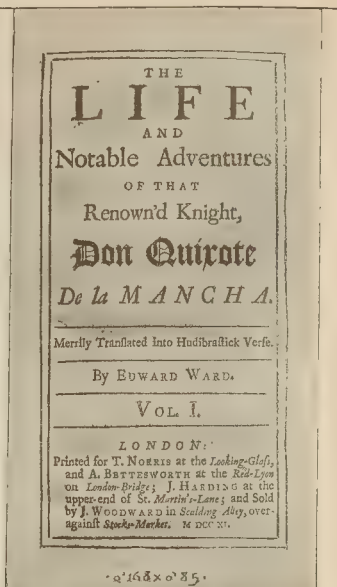 THE
LIFE
AND
Notable Adventures
OF THAT
Renown'd Knight,
Don Quixote
De la MANCHA.
Merrily Tranſlated Into Hudibraſtick Verſe.
By EDWARD WARD.
VOL. I.
LONDON:
Printed for T. NORRIS at the Looking-Glaſs,
and A. BETTESWORTH at the Red-Lyon
on London-Bridge; J. HARDING at the
upper-end of St. Martin's-Lane; and Sold
by J. WOODWARD in Scalding Alley, over-
againſt Stocks-Market. M DCC XI.